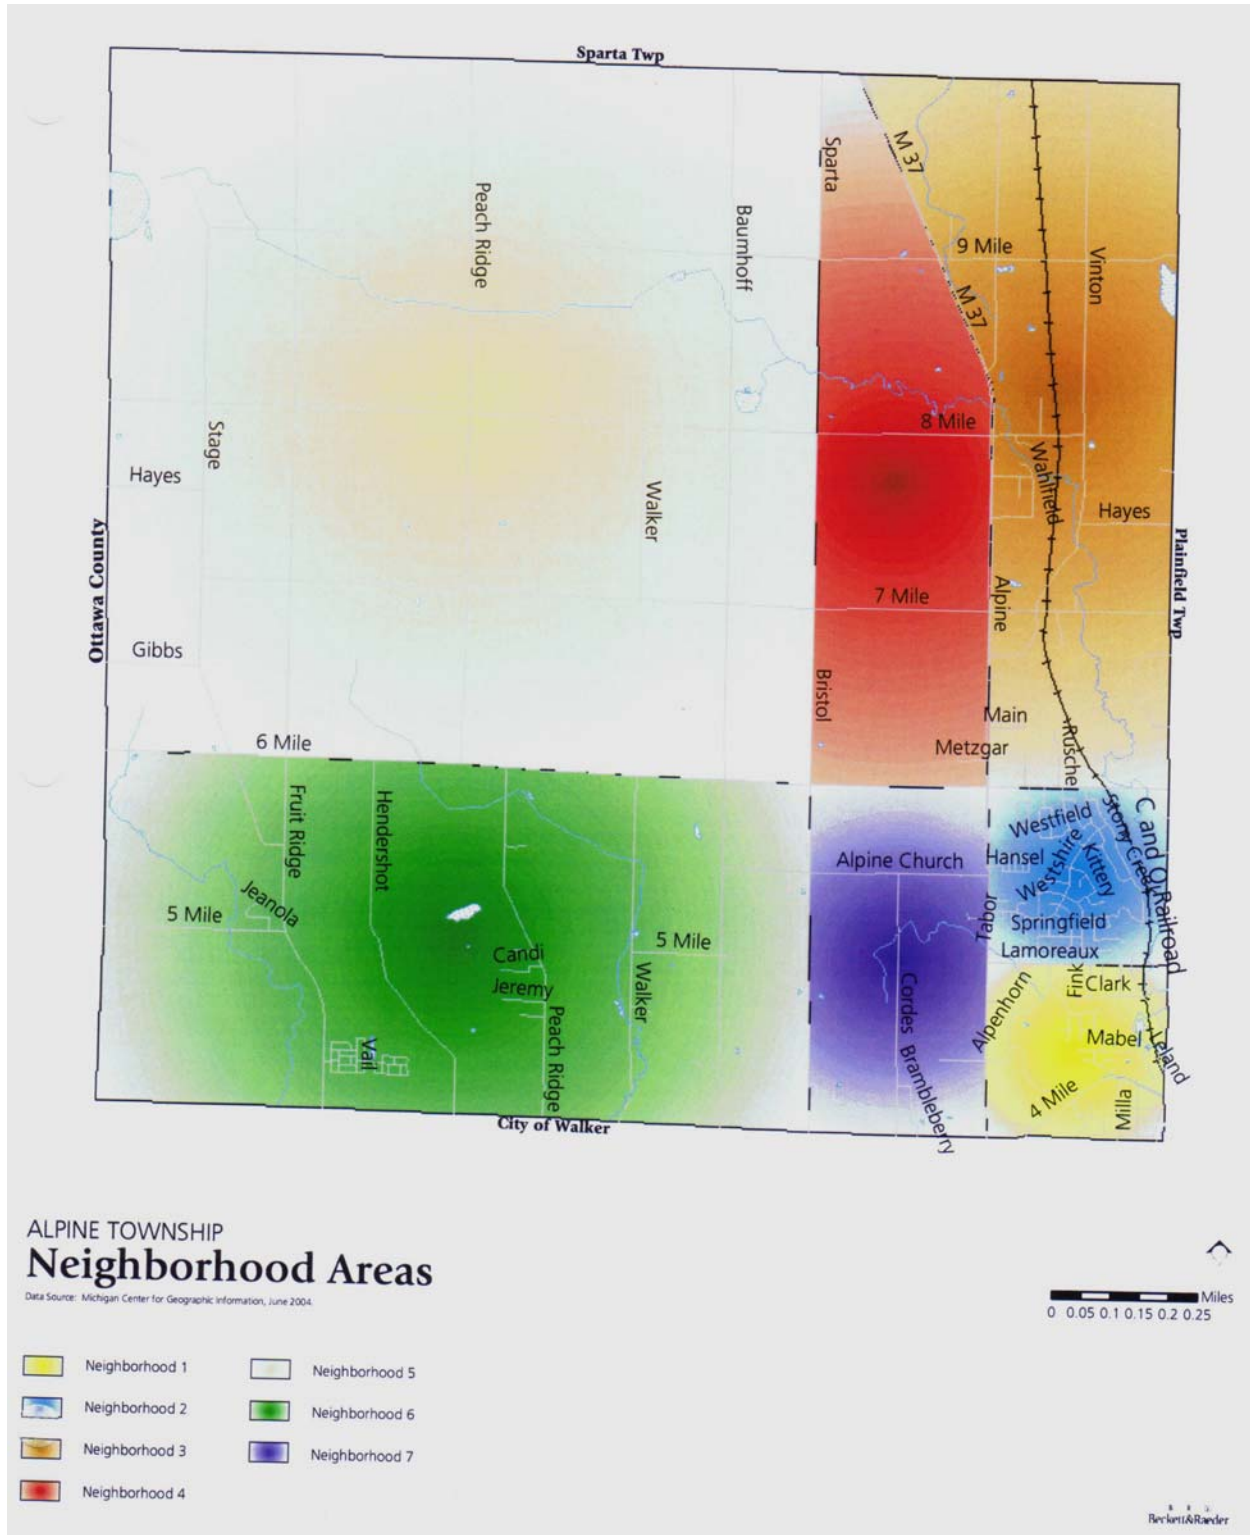 Sparta Twp
Sparta
M 37
Peach Ridge
Baumhoff
9 Mile
Vinton
M 37
8 Mile
Stage
Hayes
Walker
Wahlfield
Hayes
Ottawa County
Plainfield Twp
7 Mile
Alpine
Gibbs
Bristol
Main
6 Mile
Metzgar
Rusche
Fruit Ridge
Hendershot
Westfield
Stony Creek
C and O Railroad
Alpine Church
Hansel
Westshire
Kittery
Jeanola
5 Mile
Springfield
5 Mile
Candi
Lamoreaux
Jeremy
Walker
Cordes
Alpenhorn
Fink
Clark
Peach Ridge
Mabel
Leland
Vail
Brambleberry
4 Mile
Milla
City of Walker
ALPINE TOWNSHIP
Neighborhood Areas
Data Source: Michigan Center for Geographic Information, June 2004.
Miles
0 0.05 0.1 0.15 0.2 0.25
Neighborhood 1
Neighborhood 2
Neighborhood 3
Neighborhood 4
Neighborhood 5
Neighborhood 6
Neighborhood 7
Beckett&Raeder